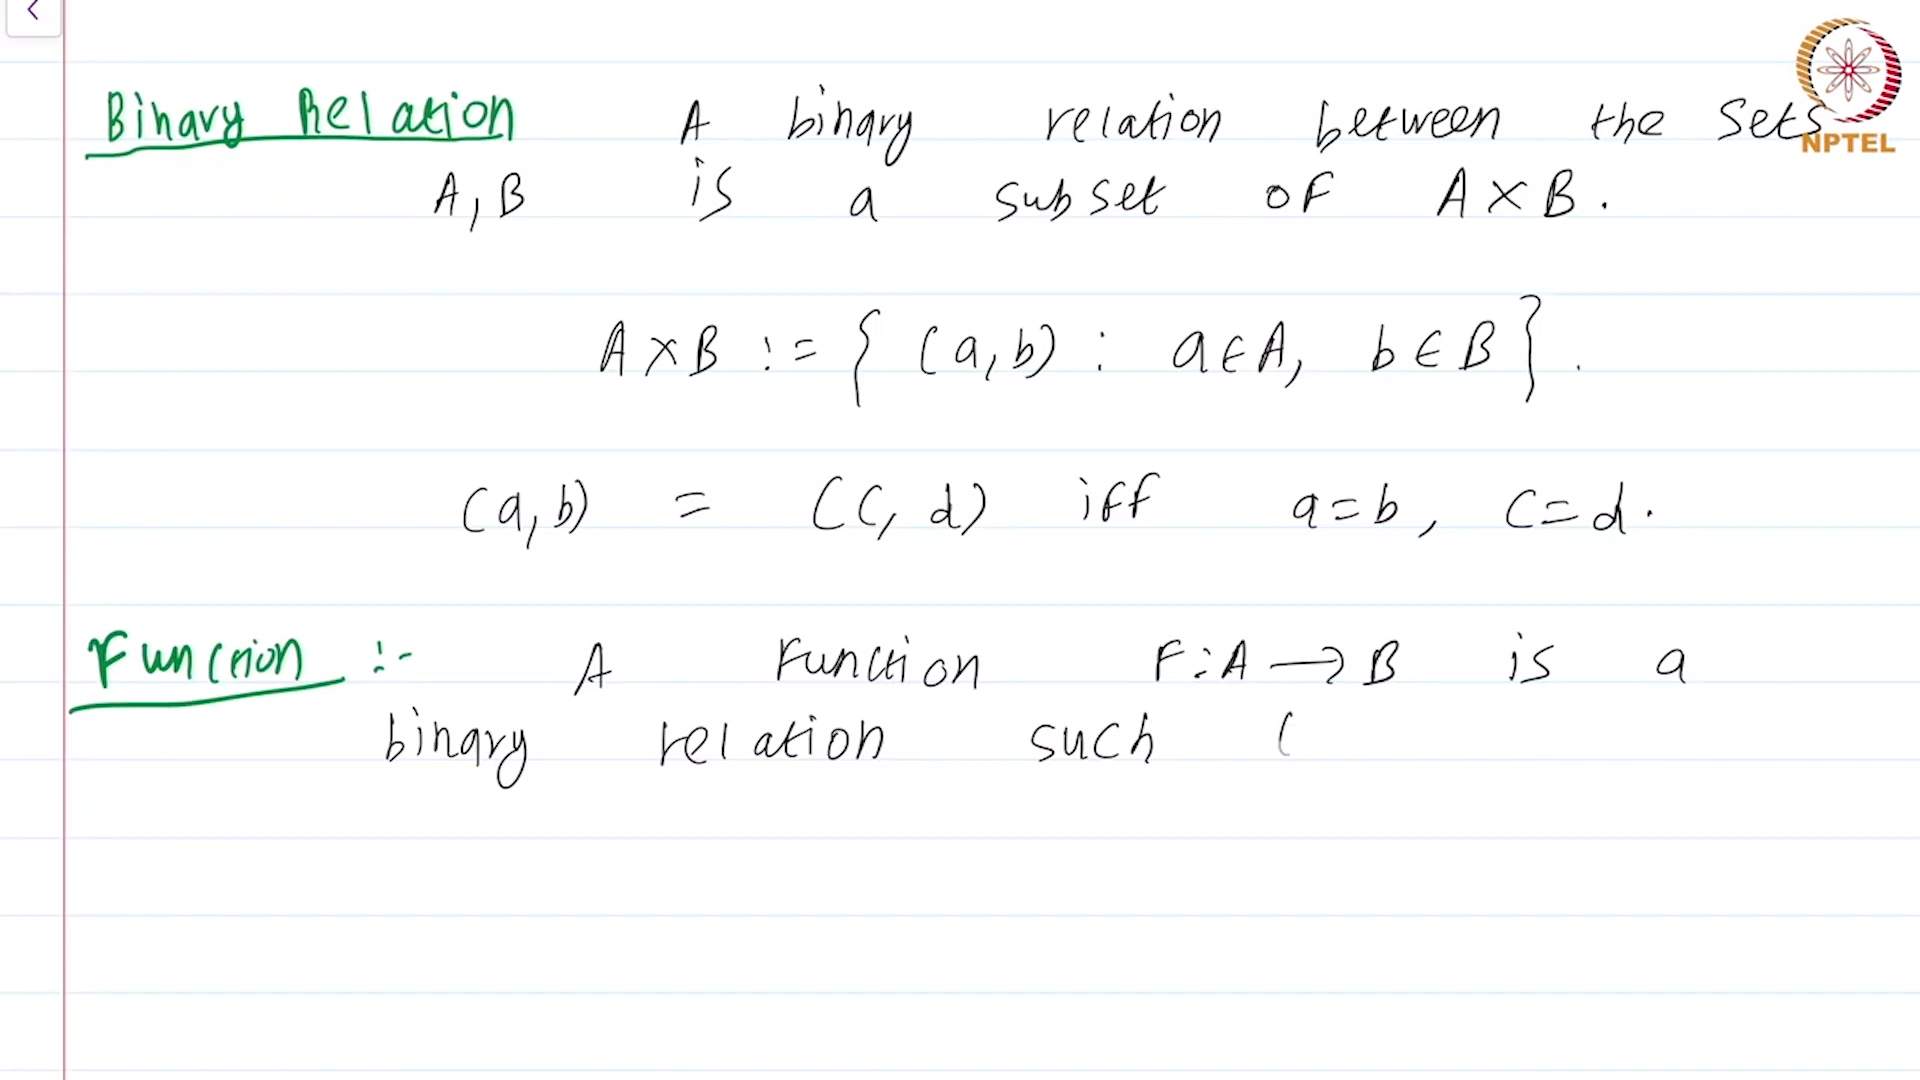 Binary Relation A binary relation between the Sets
NPTEL
A, B is a subset of A × B.
A × B := { (a, b) : a ∈ A, b ∈ B } .
(a, b) = (c, d) iff a = b, c = d.
Function :- A Function F : A → B is a
binary relation such (